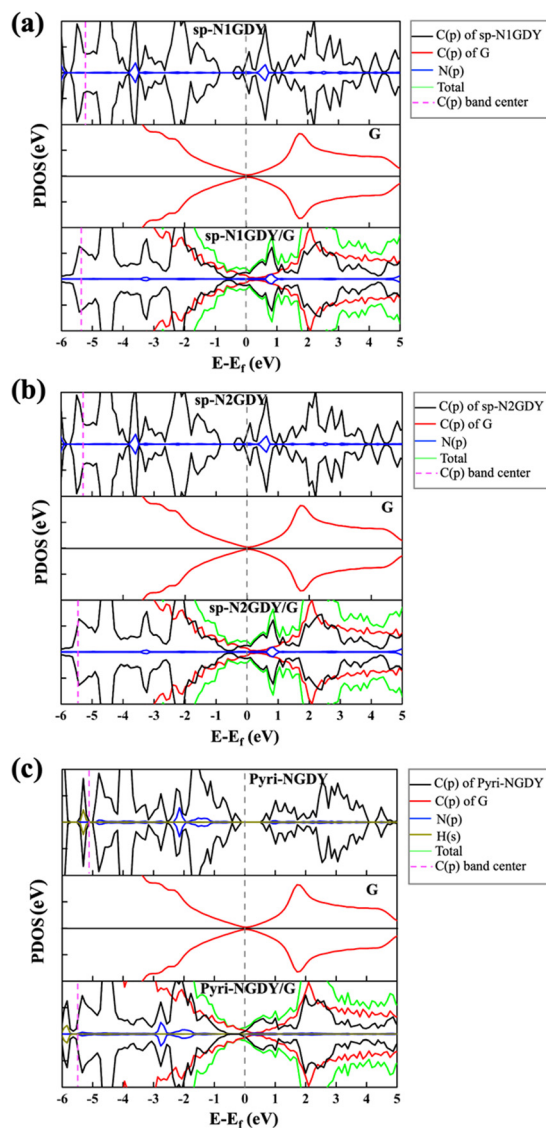 (a)
sp-N1GDY
C(p) of sp-N1GDY
C(p) of G
N(p)
Total
C(p) band center
G
PDOS (eV)
sp-N1GDY/G
-6 -5 -4 -3 -2 -1 0 1 2 3 4 5
E-Ef (eV)
(b)
sp-N2GDY
C(p) of sp-N2GDY
C(p) of G
N(p)
Total
C(p) band center
G
PDOS (eV)
sp-N2GDY/G
-6 -5 -4 -3 -2 -1 0 1 2 3 4 5
E-Ef (eV)
(c)
Pyri-NGDY
C(p) of Pyri-NGDY
C(p) of G
N(p)
H(s)
Total
C(p) band center
G
PDOS (eV)
Pyri-NGDY/G
-6 -5 -4 -3 -2 -1 0 1 2 3 4 5
E-Ef (eV)